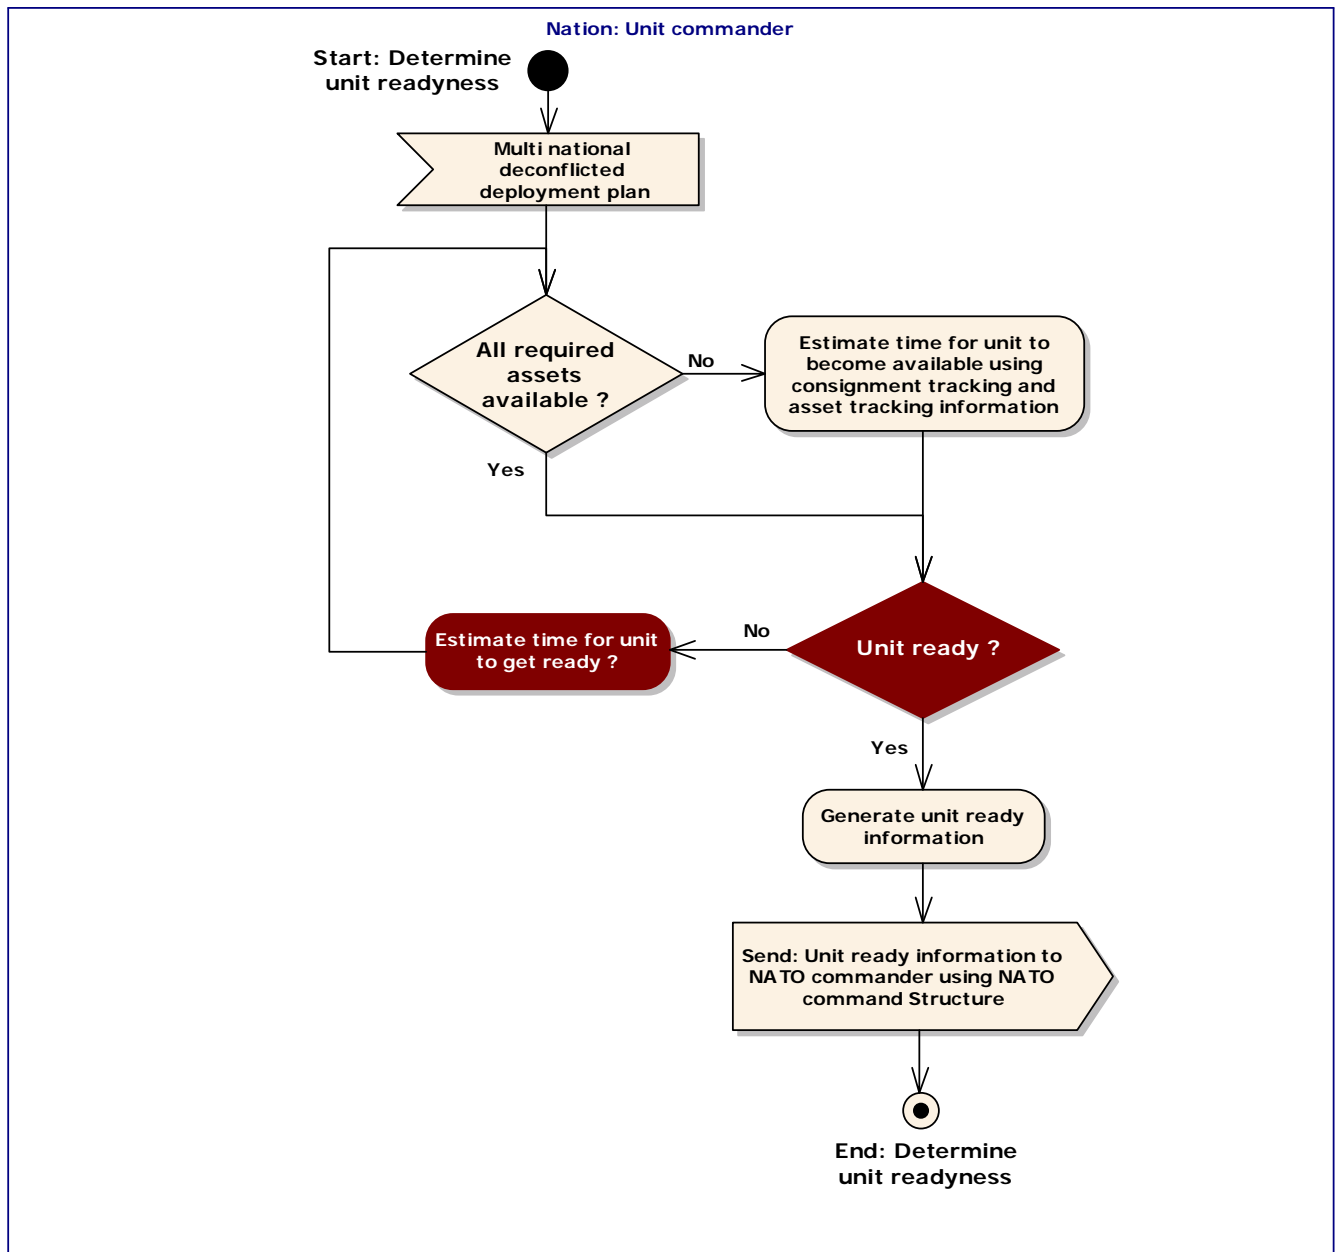 Nation: Unit commander
Start: Determine
unit readyness
Multi national
deconflicted
deployment plan
All required
assets
available ?
No
Estimate time for unit to
become available using
consignment tracking and
asset tracking information
Yes
Estimate time for unit
to get ready ?
No
Unit ready ?
Yes
Generate unit ready
information
Send: Unit ready information to
NATO commander using NATO
command Structure
End: Determine
unit readyness